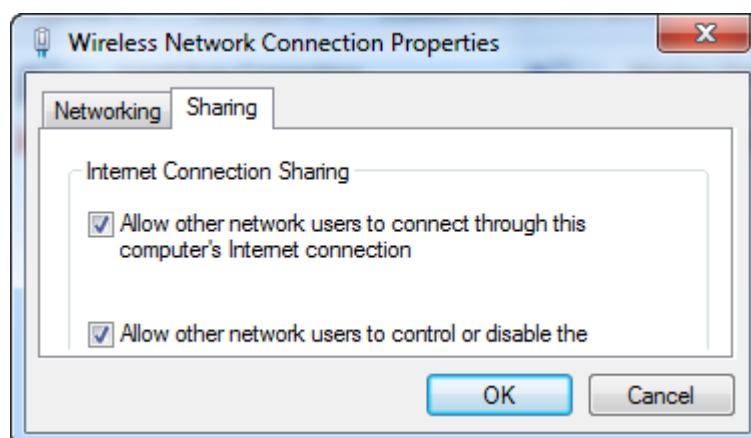 Wireless Network Connection Properties
Networking
Sharing
Internet Connection Sharing
Allow other network users to connect through this
computer's Internet connection
Allow other network users to control or disable the
OK
Cancel